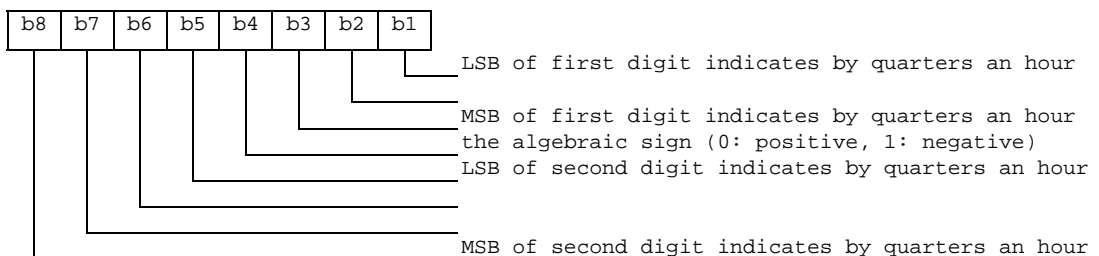 b8 b7 b6 b5 b4 b3 b2 b1
LSB of first digit indicates by quarters an hour
MSB of first digit indicates by quarters an hour
the algebraic sign (0: positive, 1: negative)
LSB of second digit indicates by quarters an hour
MSB of second digit indicates by quarters an hour